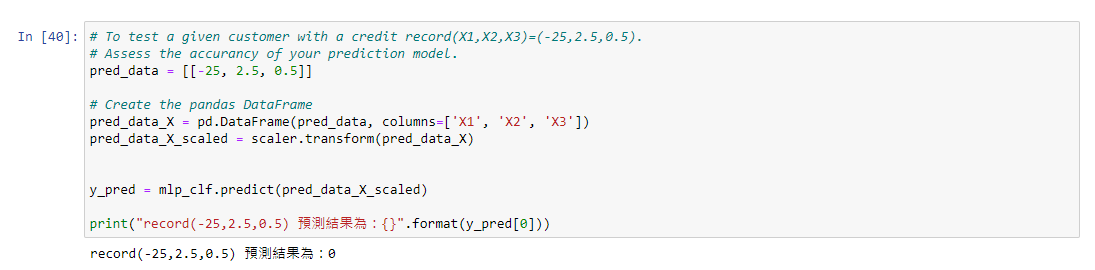 In [40]: # To test a given customer with a credit record(X1,X2,X3)=(-25,2.5,0.5).
# Assess the accurancy of your prediction model.
pred_data = [[-25, 2.5, 0.5]]
# Create the pandas DataFrame
pred_data_X = pd.DataFrame(pred_data, columns=['X1', 'X2', 'X3'])
pred_data_X_scaled = scaler.transform(pred_data_X)
y_pred = mlp_clf.predict(pred_data_X_scaled)
print("record(-25,2.5,0.5) 預測結果為：{}".format(y_pred[0]))
record(-25,2.5,0.5) 預測結果為：0